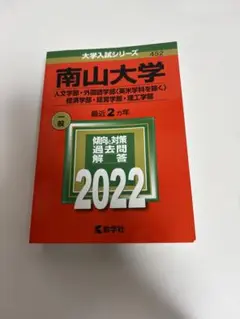 大学入試シリーズ
452
南山大学
人文学部・外国語学部〈英米学科を除く〉
経済学部・経営学部・理工学部
最近2カ年
一般
傾向と対策
過去問
解答
2022
教学社